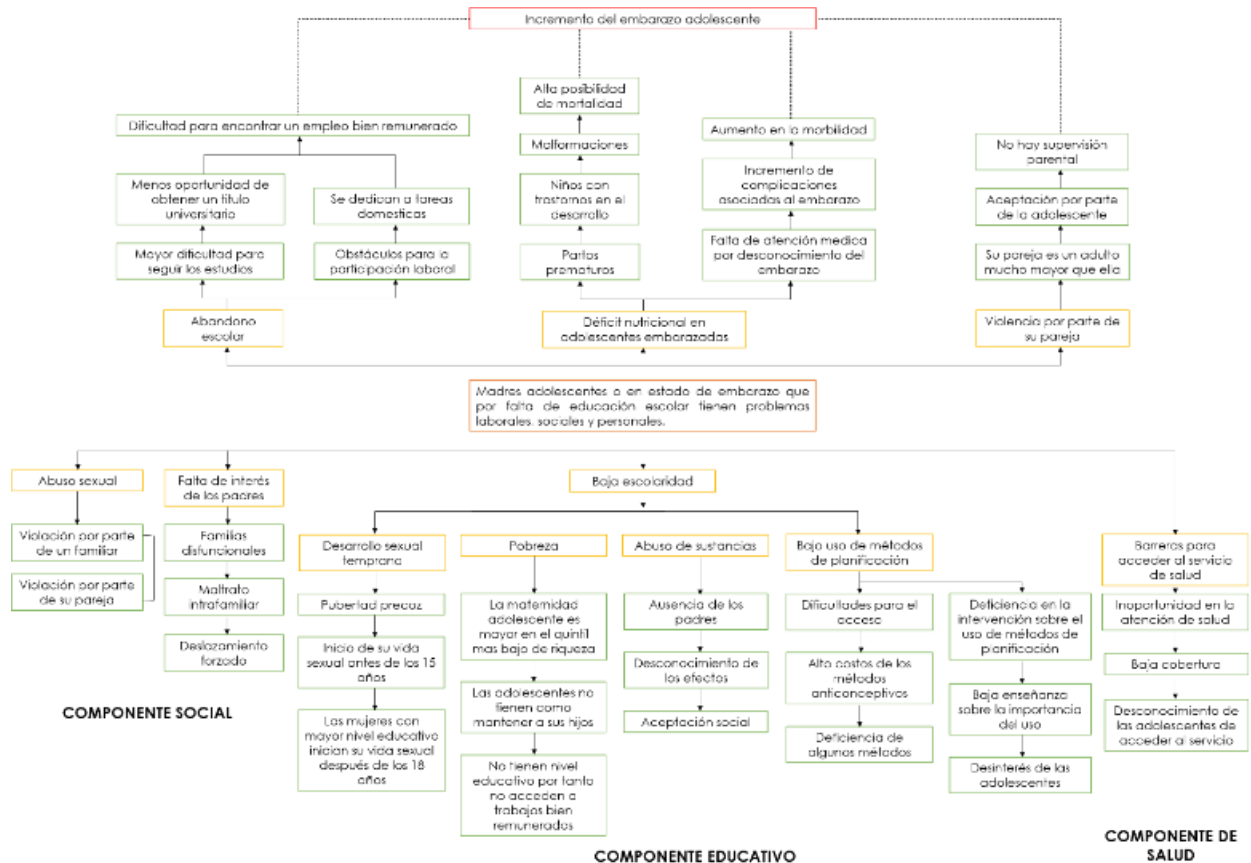 Incremento del embarazo adolescente
Alta posibilidad
de mortalidad
Dificultad para encontrar un empleo bien remunerado
Malformaciones
Aumento en la morbilidad
No hay supervisión
parental
Menos oportunidad de
obtener un titulo
universitario
Se dedican a tareas
domesticas
Niños con
trastornos en el
desarrollo
Incremento de
complicaciones
asociadas al embarazo
Aceptación por parte
de la adolescente
Mayor dificultad para
seguir los estudios
Obstáculos para la
participación laboral
Partos
prematuros
Falta de atención medica
por desconocimiento del
embarazo
Su pareja es un adulto
mucho mayor que ella
Abandono
escolar
Déficit nutricional en
adolescentes embarazadas
Violencia por parte de
su pareja
Madres adolescentes o en estado de embarazo que
por falta de educación escolar tienen problemas
laborales, sociales y personales.
Abuso sexual
Falta de interés
de los padres
Baja escolaridad
Violación por parte
de un familiar
Violación por parte
de su pareja
Familias
disfuncionales
Maltrato
intrafamiliar
Deslazamiento
forzado
COMPONENTE SOCIAL
Desarrollo sexual
temprano
Pubertad precoz
Inicio de su vida
sexual antes de los 15
años
Las mujeres con
mayor nivel educativo
inician su vida sexual
después de los 18
años
Pobreza
La maternidad
adolescente es
mayor en el quintil
mas bajo de riqueza
Las adolescentes no
tienen como
mantener a sus hijos
No tienen nivel
educativo por tanto
no acceden a
trabajos bien
remunerados
Abuso de sustancias
Ausencia de los
padres
Desconocimiento de
los efectos
Aceptación social
Bajo uso de métodos
de planificación
Dificultades para el
acceso
Alto costos de los
métodos
anticonceptivos
Deficiencia de
algunos métodos
Deficiencia en la
intervención sobre el
uso de métodos de
planificación
Baja enseñanza
sobre la importancia
del uso
Desinterés de las
adolescentes
COMPONENTE EDUCATIVO
Barreras para
acceder al servicio
de salud
Inoportunidad en la
atención de salud
Baja cobertura
Desconocimiento de
las adolescentes de
acceder al servicio
COMPONENTE DE
SALUD